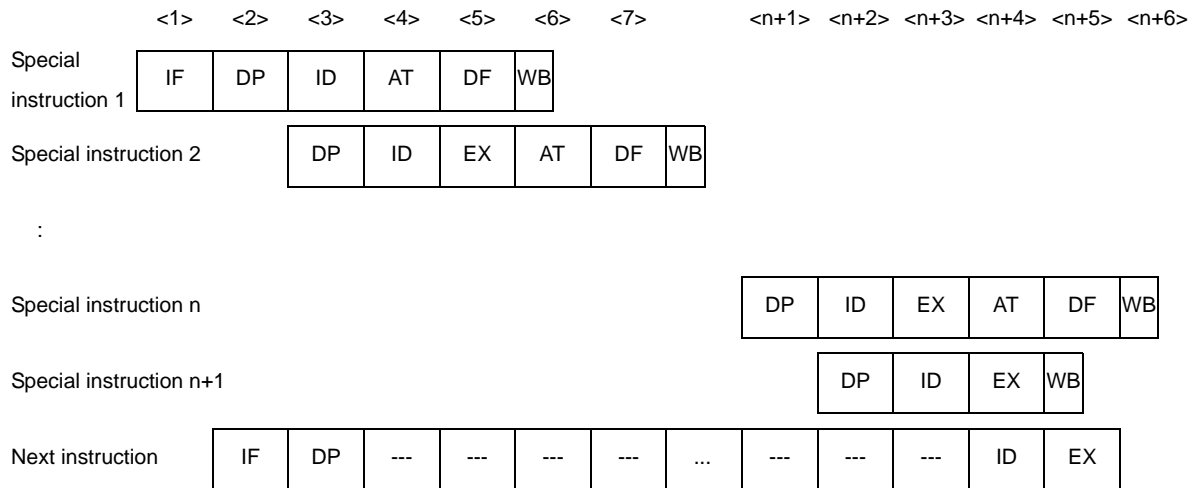 <1> <2> <3> <4> <5> <6> <7> <n+1> <n+2> <n+3> <n+4> <n+5> <n+6>
Special
instruction 1
IF DP ID AT DF WB
Special instruction 2 DP ID EX AT DF WB
:
Special instruction n DP ID EX AT DF WB
Special instruction n+1 DP ID EX WB
Next instruction IF DP --- --- --- --- ... --- --- --- ID EX